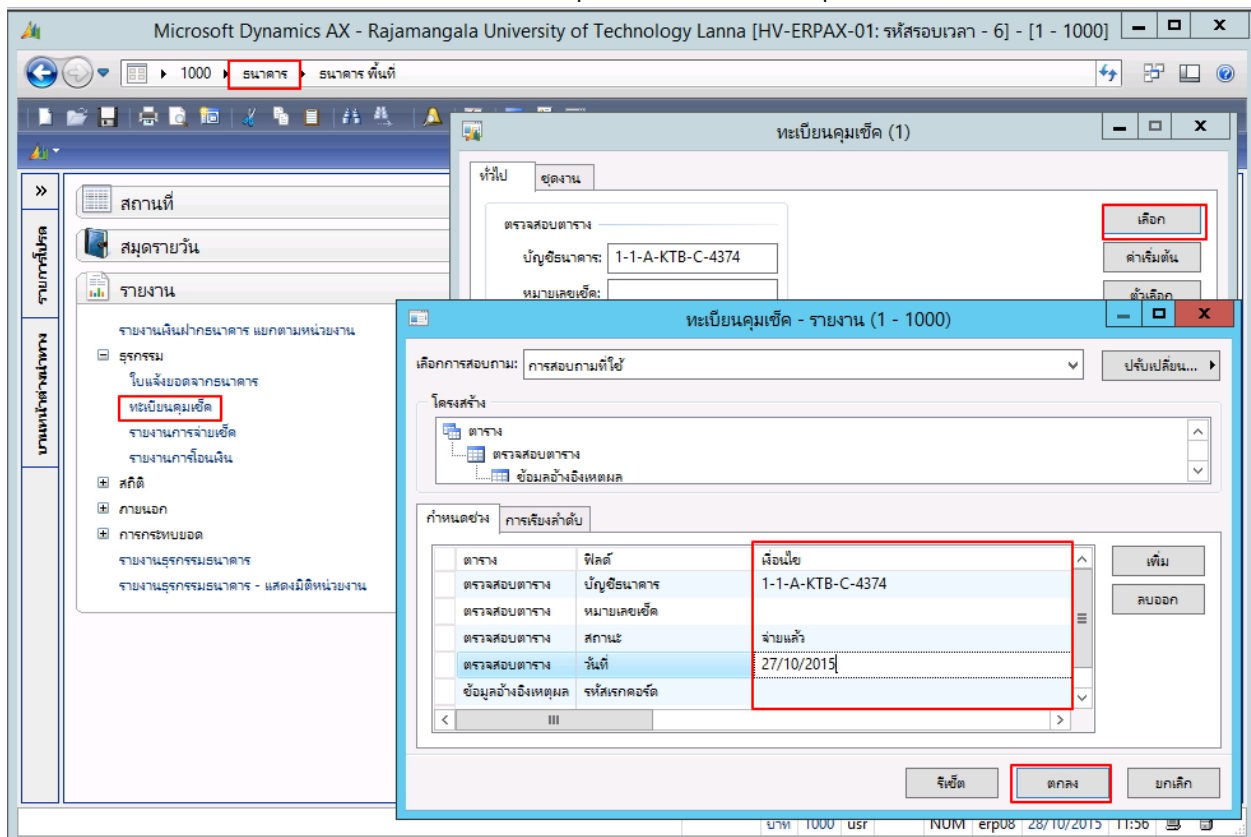 Microsoft Dynamics AX - Rajamangala University of Technology Lanna [HV-ERPAX-01: รหัสรอบเวลา - 6] - [1 - 1000]
1000 ธนาคาร ธนาคาร พื้นที่
ทะเบียนคุมเช็ค (1)
ทั่วไป ชุดงาน
ตรวจสอบตาราง
บัญชีธนาคาร: 1-1-A-KTB-C-4374
หมายเลขเช็ค:
เลือก
ค่าเริ่มต้น
ตัวเลือก
รายการโปรด
บานหน้าต่างนำทาง
สถานที่
สมุดรายวัน
รายงาน
รายงานเงินฝากธนาคาร แยกตามหน่วยงาน
ธุรกรรม
ใบแจ้งยอดจากธนาคาร
ทะเบียนคุมเช็ค
รายงานการจ่ายเช็ค
รายงานการโอนเงิน
สถิติ
ภายนอก
การกระทบยอด
รายงานธุรกรรมธนาคาร
รายงานธุรกรรมธนาคาร - แสดงมิติหน่วยงาน
ทะเบียนคุมเช็ค - รายงาน (1 - 1000)
เลือกการสอบถาม: การสอบถามที่ใช้
ปรับเปลี่ยน...
โครงสร้าง
ตาราง
ตรวจสอบตาราง
ข้อมูลอ้างอิงเหตุผล
กำหนดช่วง การเรียงลำดับ
ตาราง ฟิลด์ เงื่อนไข
ตรวจสอบตาราง บัญชีธนาคาร 1-1-A-KTB-C-4374
ตรวจสอบตาราง หมายเลขเช็ค
ตรวจสอบตาราง สถานะ จ่ายแล้ว
ตรวจสอบตาราง วันที่ 27/10/2015
ข้อมูลอ้างอิงเหตุผล รหัสเรกคอร์ด
เพิ่ม
ลบออก
รีเซ็ต ตกลง ยกเลิก
บาท 1000 usr NUM erp08 28/10/2015 11:56